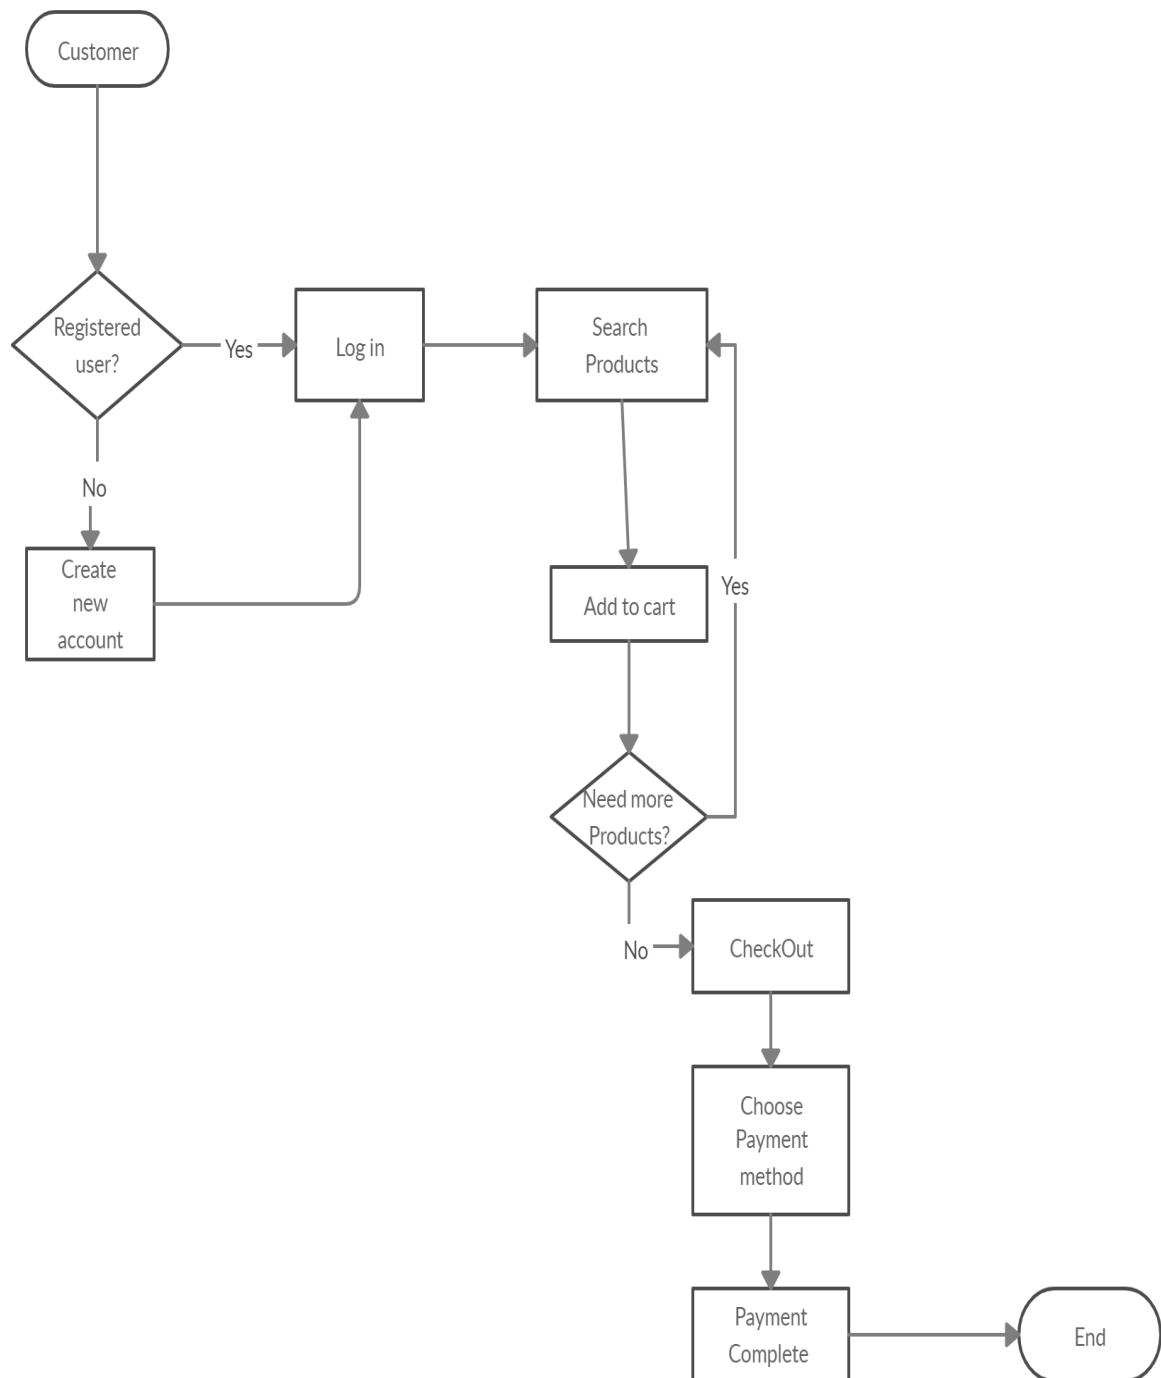 Customer
Registered
user?
Yes
Log in
Search
Products
No
Create
new
account
Add to cart
Yes
Need more
Products?
No
CheckOut
Choose
Payment
method
Payment
Complete
End